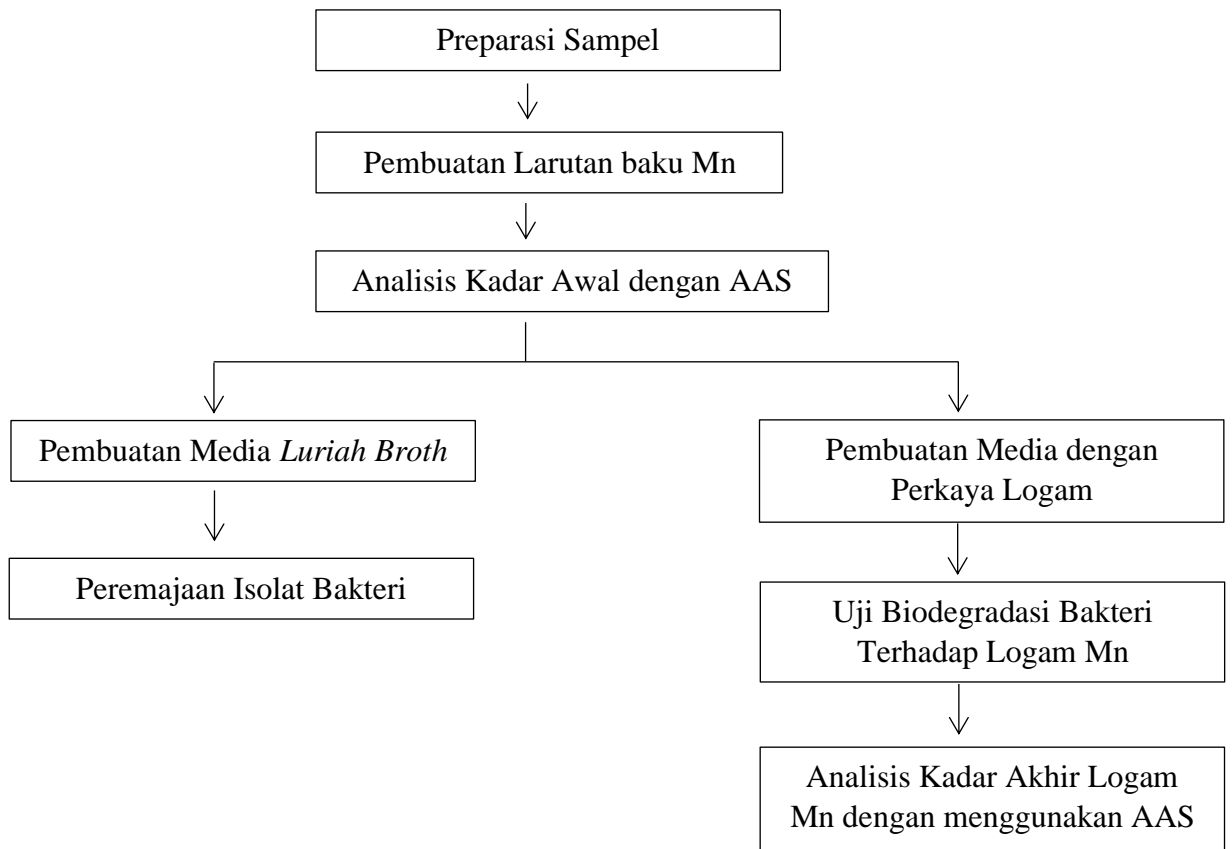 Preparasi Sampel
Pembuatan Larutan baku Mn
Analisis Kadar Awal dengan AAS
Pembuatan Media Luriah Broth
Peremajaan Isolat Bakteri
Pembuatan Media dengan
Perkaya Logam
Uji Biodegradasi Bakteri
Terhadap Logam Mn
Analisis Kadar Akhir Logam
Mn dengan menggunakan AAS